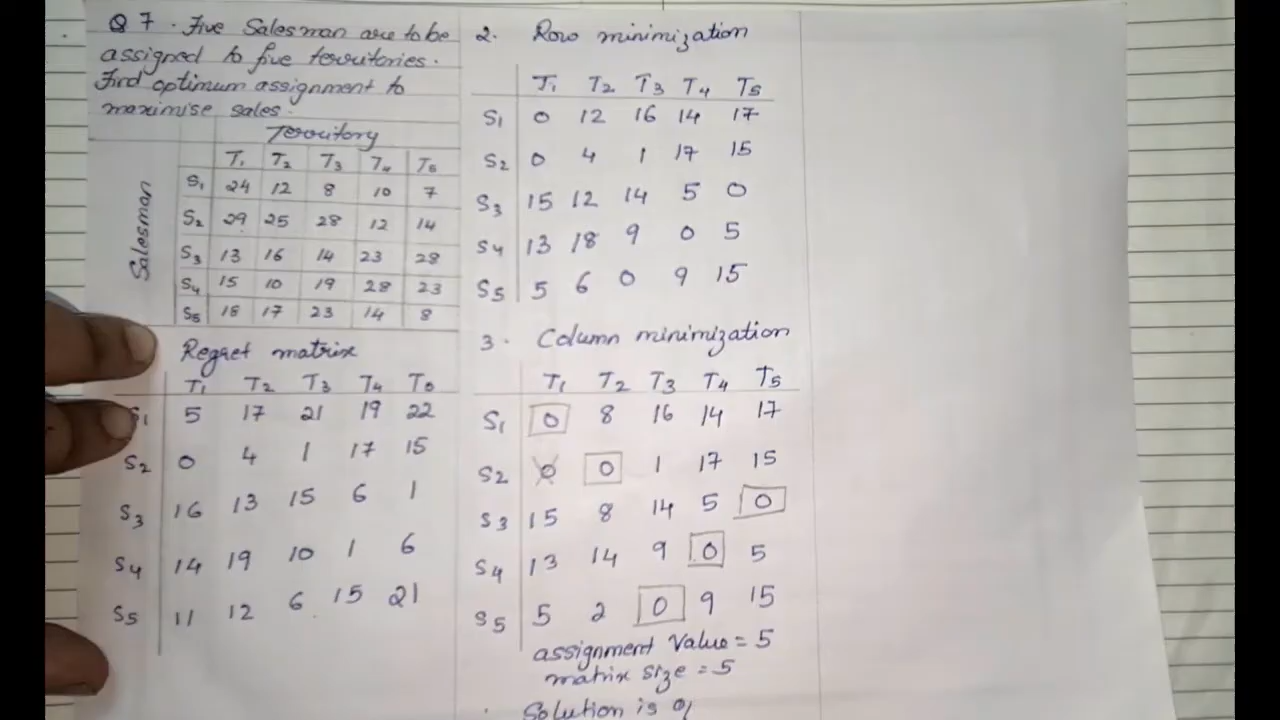 Q 7. Five Salesman are to be
assigned to five territories.
Find optimum assignment to
maximise sales.
Territory
Salesman
T1 T2 T3 T4 T5
S1 24 12 8 10 7
S2 29 25 28 12 14
S3 13 16 14 23 28
S4 15 10 19 28 23
S5 18 17 23 14 8
Regret matrix
T1 T2 T3 T4 T5
S1 5 17 21 19 22
S2 0 4 1 17 15
S3 16 13 15 6 1
S4 14 19 10 1 6
S5 11 12 6 15 21
2. Row minimization
T1 T2 T3 T4 T5
S1 0 12 16 14 17
S2 0 4 1 17 15
S3 15 12 14 5 0
S4 13 18 9 0 5
S5 5 6 0 9 15
3. Column minimization
T1 T2 T3 T4 T5
S1 0 8 16 14 17
S2 0 0 1 17 15
S3 15 8 14 5 0
S4 13 14 9 0 5
S5 5 2 0 9 15
assignment value = 5
matrix size = 5
Solution is